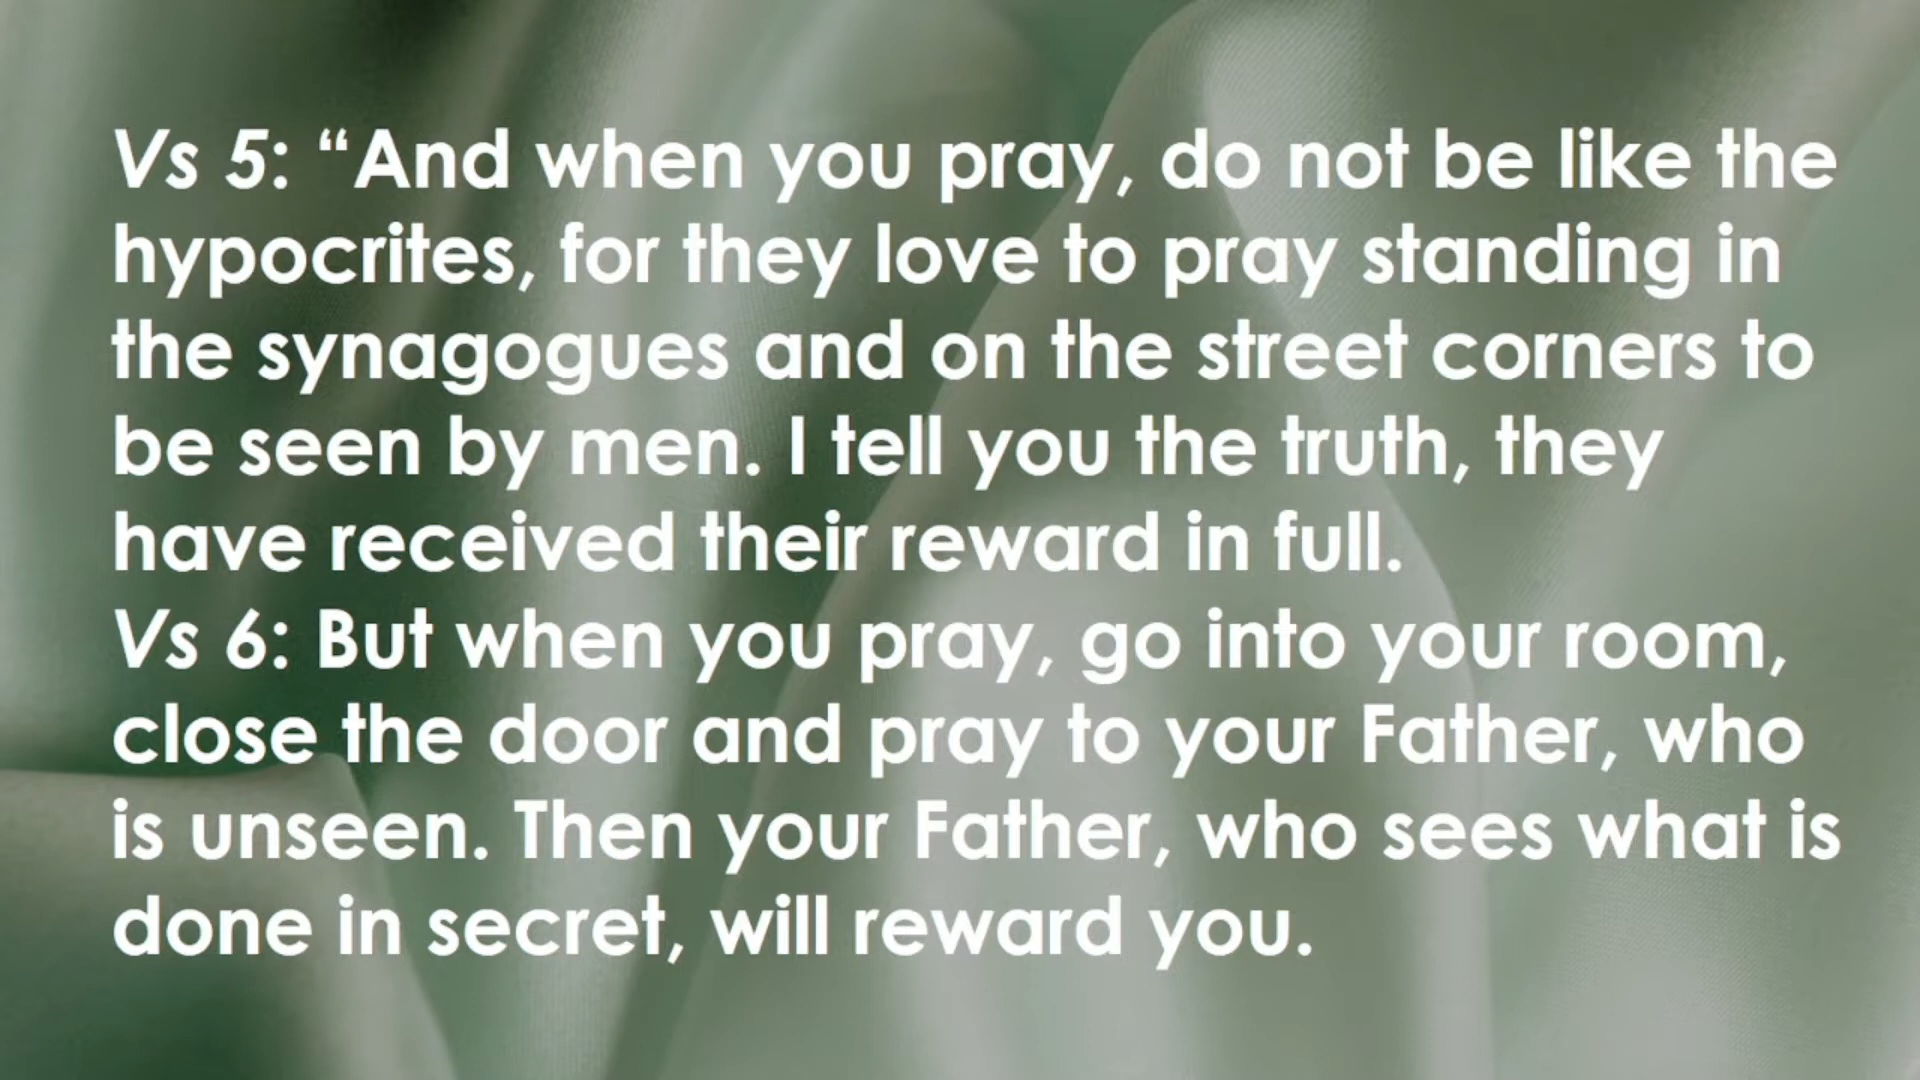 Vs 5: “And when you pray, do not be like the
hypocrites, for they love to pray standing in
the synagogues and on the street corners to
be seen by men. I tell you the truth, they
have received their reward in full.
Vs 6: But when you pray, go into your room,
close the door and pray to your Father, who
is unseen. Then your Father, who sees what is
done in secret, will reward you.